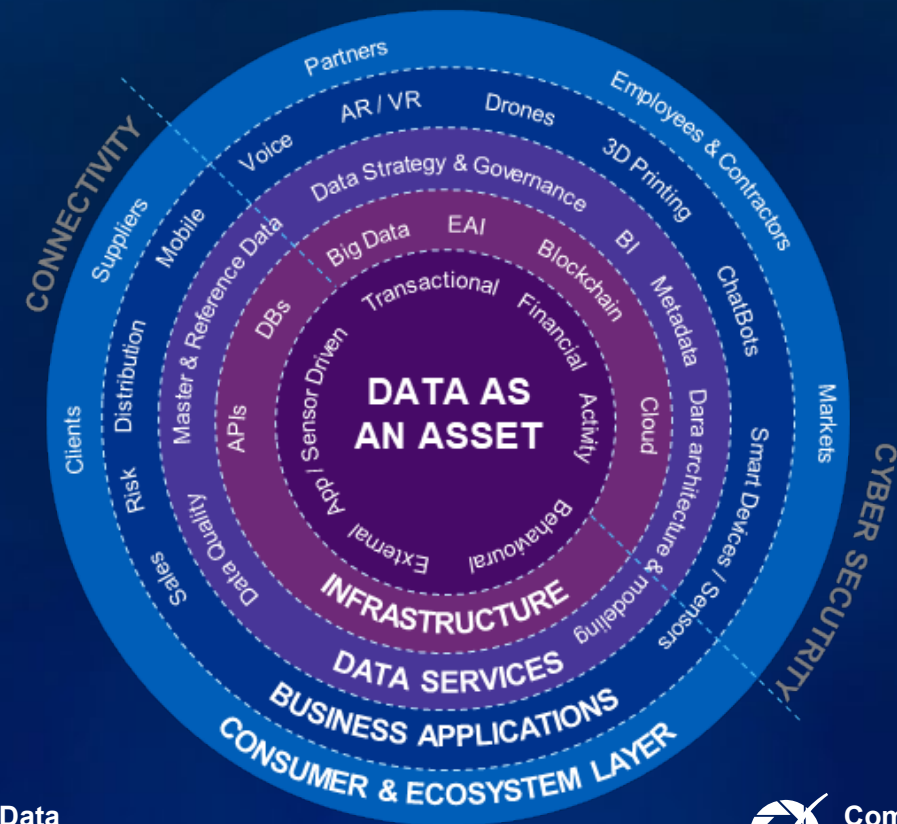 Partners
Employees & Contractors
Markets
Suppliers
Clients
CONSUMER & ECOSYSTEM LAYER
Voice
AR / VR
Drones
3D Printing
ChatBots
Smart Devices / Sensors
Mobile
Distribution
Risk
Sales
BUSINESS APPLICATIONS
Data Strategy & Governance
BI
Metadata
Dara architecture & modeling
Master & Reference Data
Data Quality
DATA SERVICES
Big Data
EAI
Blockchain
Cloud
DBs
APIs
INFRASTRUCTURE
Transactional
Financial
Activity
Behavioural
External
App / Sensor Driven
DATA AS
AN ASSET
CONNECTIVITY
CYBER SECUTRITY
Data
Com